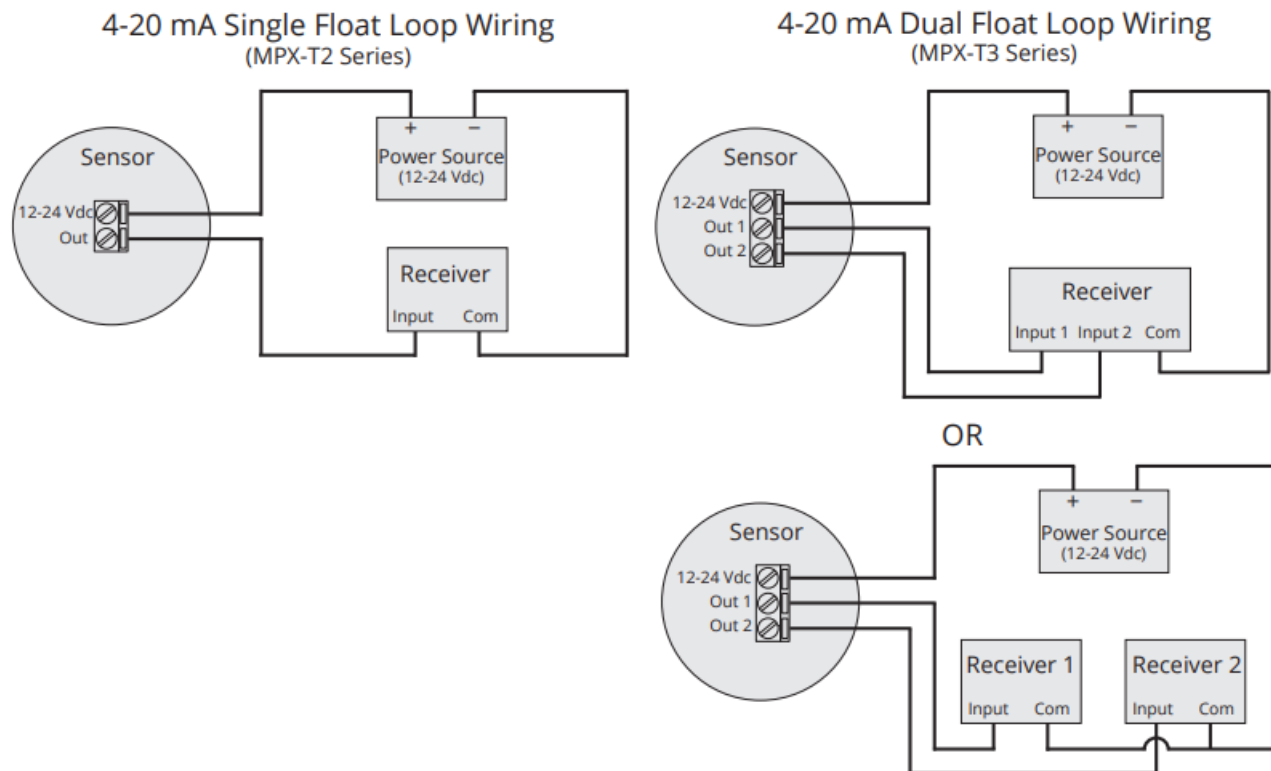 4-20 mA Single Float Loop Wiring
(MPX-T2 Series)
+ −
Sensor
Power Source
(12-24 Vdc)
12-24 Vdc
Out
Receiver
Input Com
4-20 mA Dual Float Loop Wiring
(MPX-T3 Series)
+ −
Sensor
Power Source
(12-24 Vdc)
12-24 Vdc
Out 1
Out 2
Receiver
Input 1 Input 2 Com
OR
+ −
Sensor
Power Source
(12-24 Vdc)
12-24 Vdc
Out 1
Out 2
Receiver 1
Input Com
Receiver 2
Input Com